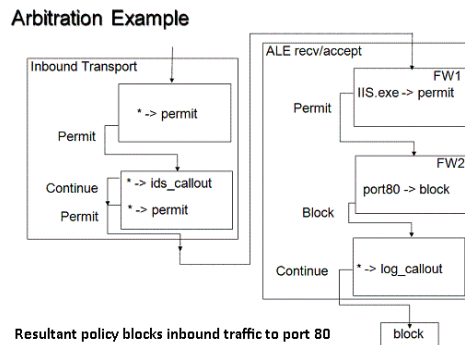 Arbitration Example
Inbound Transport
* -> permit
Permit
Continue
* -> ids_callout
Permit
* -> permit
ALE recv/accept
FW1
IIS.exe -> permit
Permit
FW2
port80 -> block
Block
Continue
* -> log_callout
block
Resultant policy blocks inbound traffic to port 80